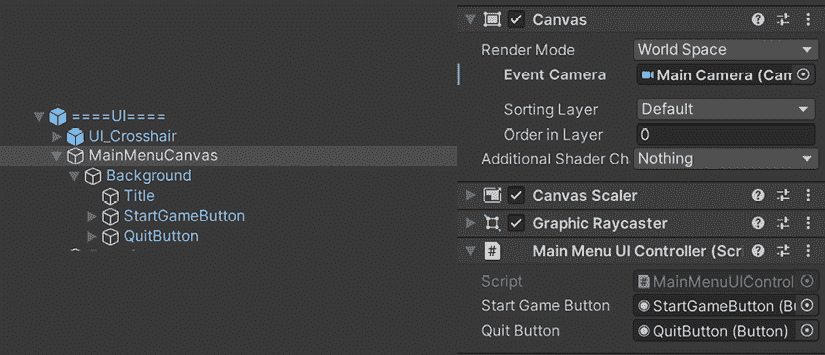 ====UI====
UI_Crosshair
MainMenuCanvas
Background
Title
StartGameButton
QuitButton
Canvas
Render Mode World Space
Event Camera Main Camera (Cam
Sorting Layer Default
Order in Layer 0
Additional Shader Ch Nothing
Canvas Scaler
Graphic Raycaster
# Main Menu UI Controller (Scri
Script # MainMenuUIControl
Start Game Button StartGameButton (Bu
Quit Button QuitButton (Button)